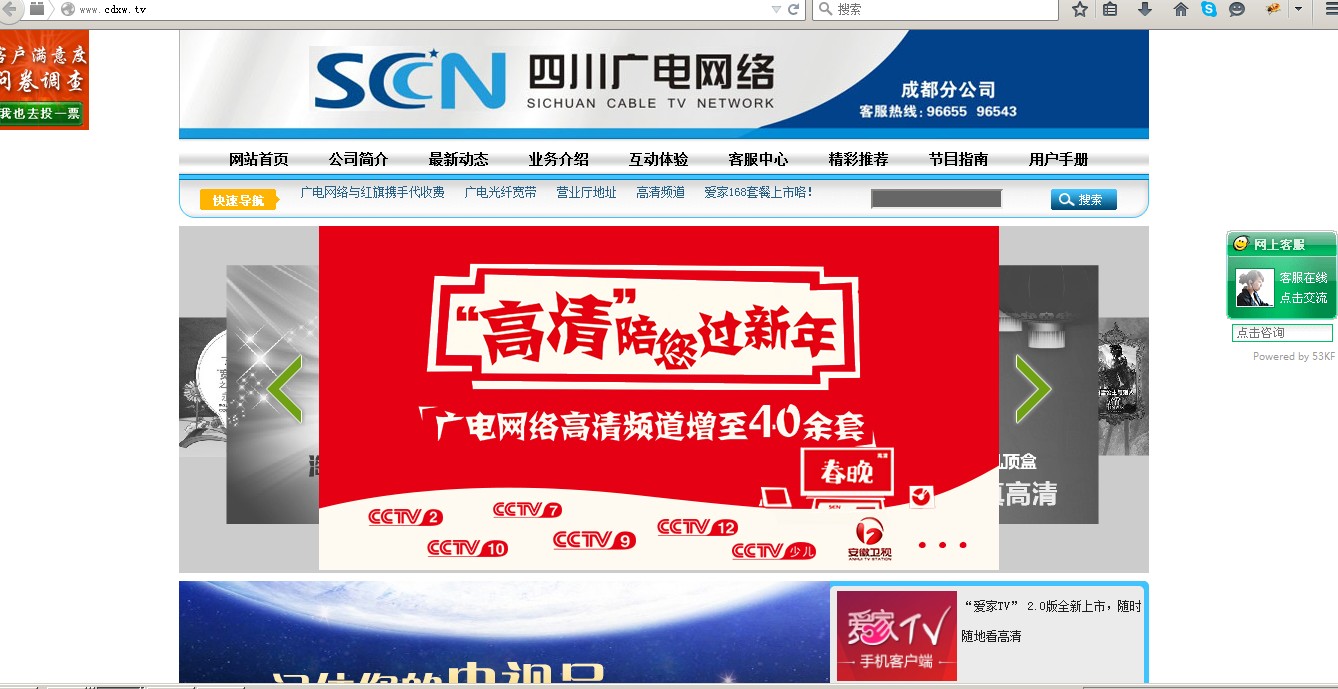 www.cdxw.tv
搜索
客户满意度
问卷调查
我也去投一票
SCN 四川广电网络
SICHUAN CABLE TV NETWORK
成都分公司
客服热线：96655 96543
网站首页 公司简介 最新动态 业务介绍 互动体验 客服中心 精彩推荐 节目指南 用户手册
快速导航 广电网络与红旗携手代收费 广电光纤宽带 营业厅地址 高清频道 爱家168套餐上市咯！ 搜索
网上客服
客服在线
点击交流
点击咨询
Powered by 53KF
“高清”陪您过新年
「广电网络高清频道增至40余套」
春晚
顶盒
真高清
CCTV 2 CCTV 7 CCTV 12
CCTV 10 CCTV 9 CCTV 少儿 安徽卫视
ANHUI TV STATION
“爱家TV” 2.0版全新上市，随时
随地看高清
爱家TV
手机客户端